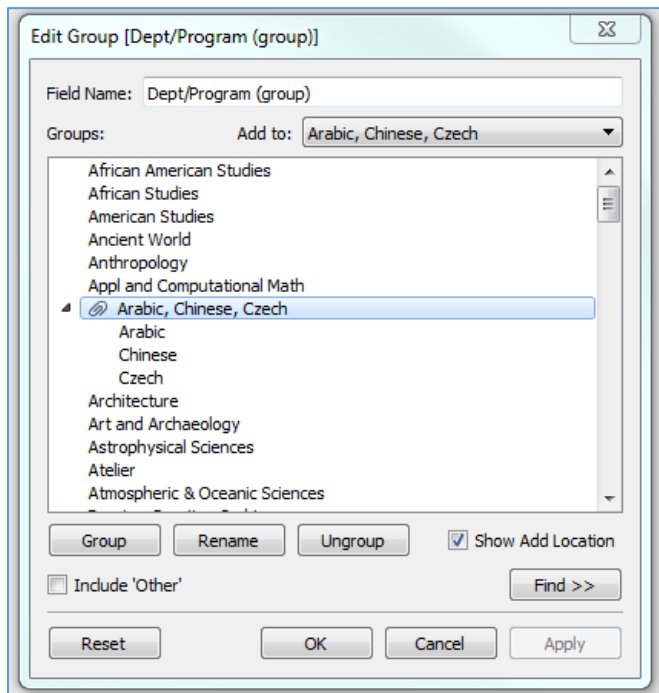 Edit Group [Dept/Program (group)]
Field Name: Dept/Program (group)
Groups: Add to: Arabic, Chinese, Czech
African American Studies
African Studies
American Studies
Ancient World
Anthropology
Appl and Computational Math
Arabic, Chinese, Czech
Arabic
Chinese
Czech
Architecture
Art and Archaeology
Astrophysical Sciences
Atelier
Atmospheric & Oceanic Sciences
Group Rename Ungroup Show Add Location
Include 'Other' Find >>
Reset OK Cancel Apply